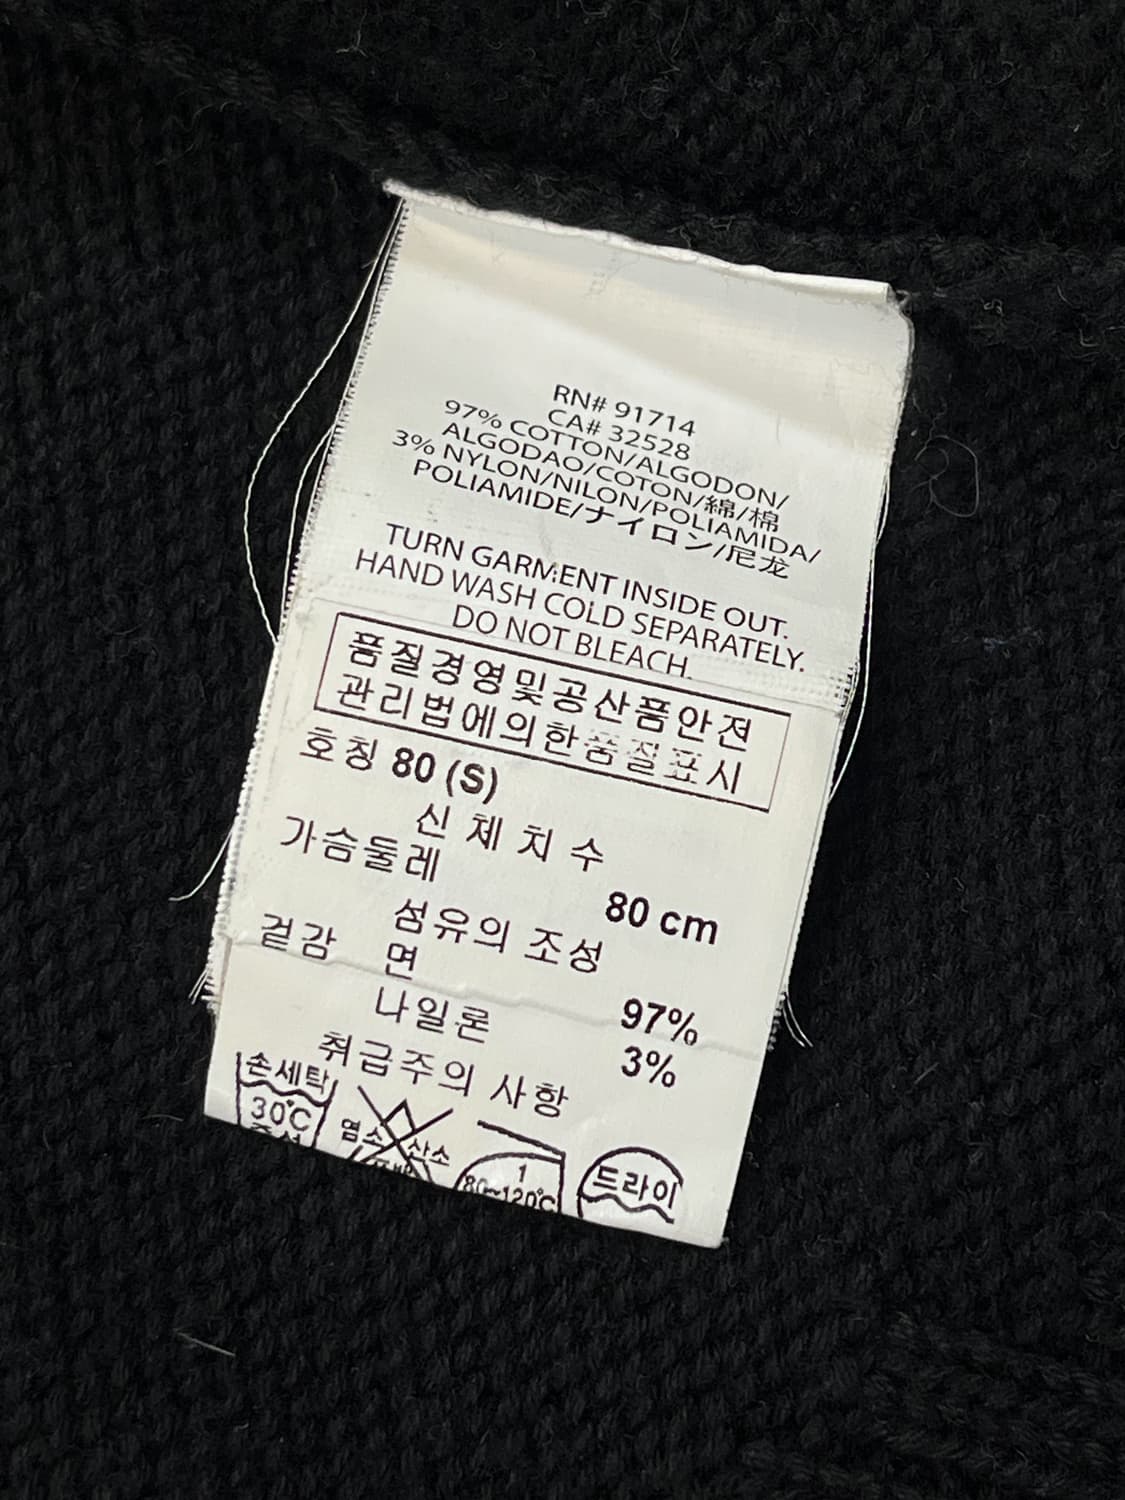 RN# 91714
CA# 32528
97% COTTON/ALGODON/
ALGODAO/COTON/綿/棉
3% NYLON/NILON/POLIAMIDA/
POLIAMIDE/ナイロン/尼龙
TURN GARMENT INSIDE OUT.
HAND WASH COLD SEPARATELY.
DO NOT BLEACH.
품질경영및공산품안전
관리법에의한품질표시
호칭 80 (S)
신체치수
가슴둘레 80 cm
섬유의 조성
겉감 면 97%
나일론 3%
취급주의 사항
손세탁
30℃
염소 산소
1
80~120℃
드라이